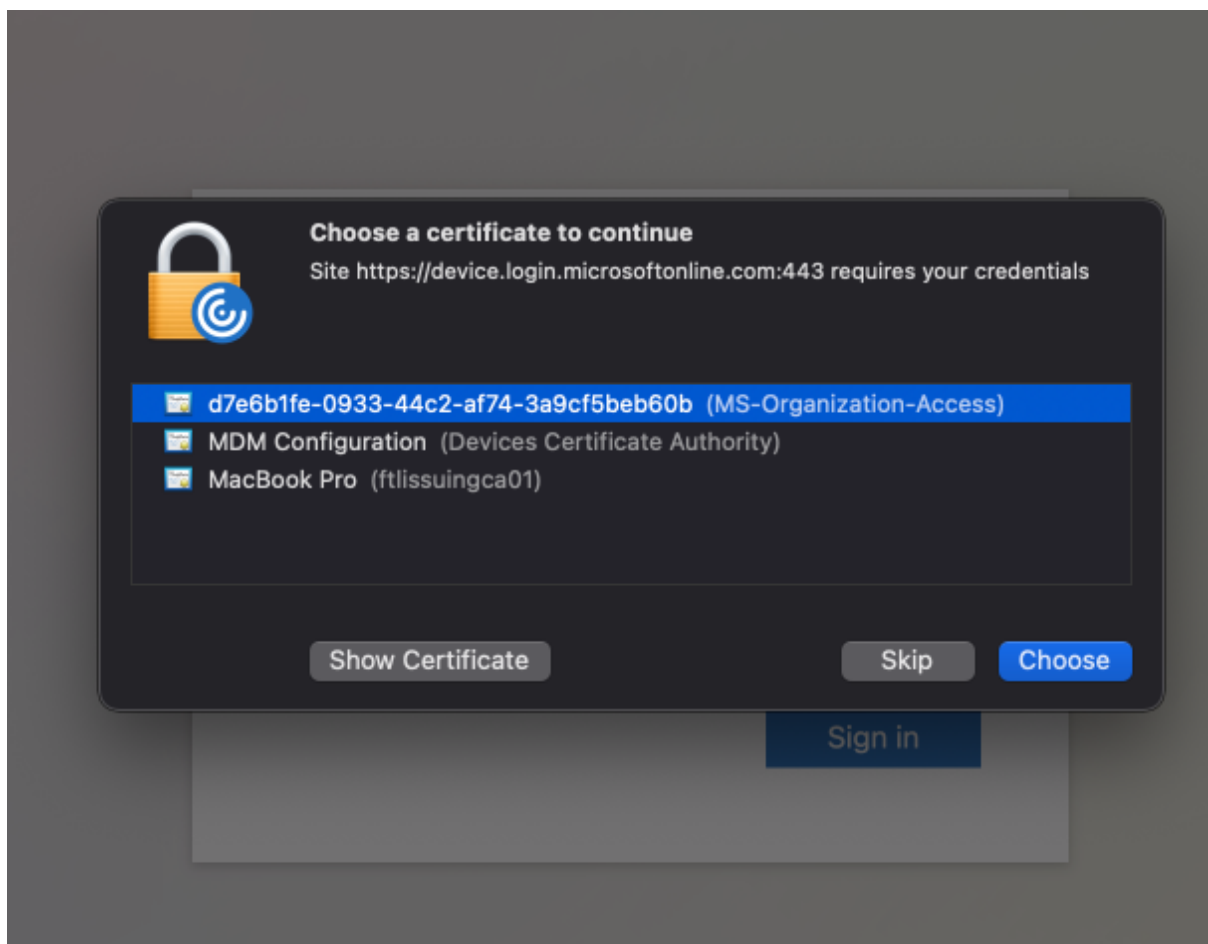 Choose a certificate to continue
Site https://device.login.microsoftonline.com:443 requires your credentials
d7e6b1fe-0933-44c2-af74-3a9cf5beb60b (MS-Organization-Access)
MDM Configuration (Devices Certificate Authority)
MacBook Pro (ftlissuingca01)
Show Certificate
Skip
Choose
Sign in